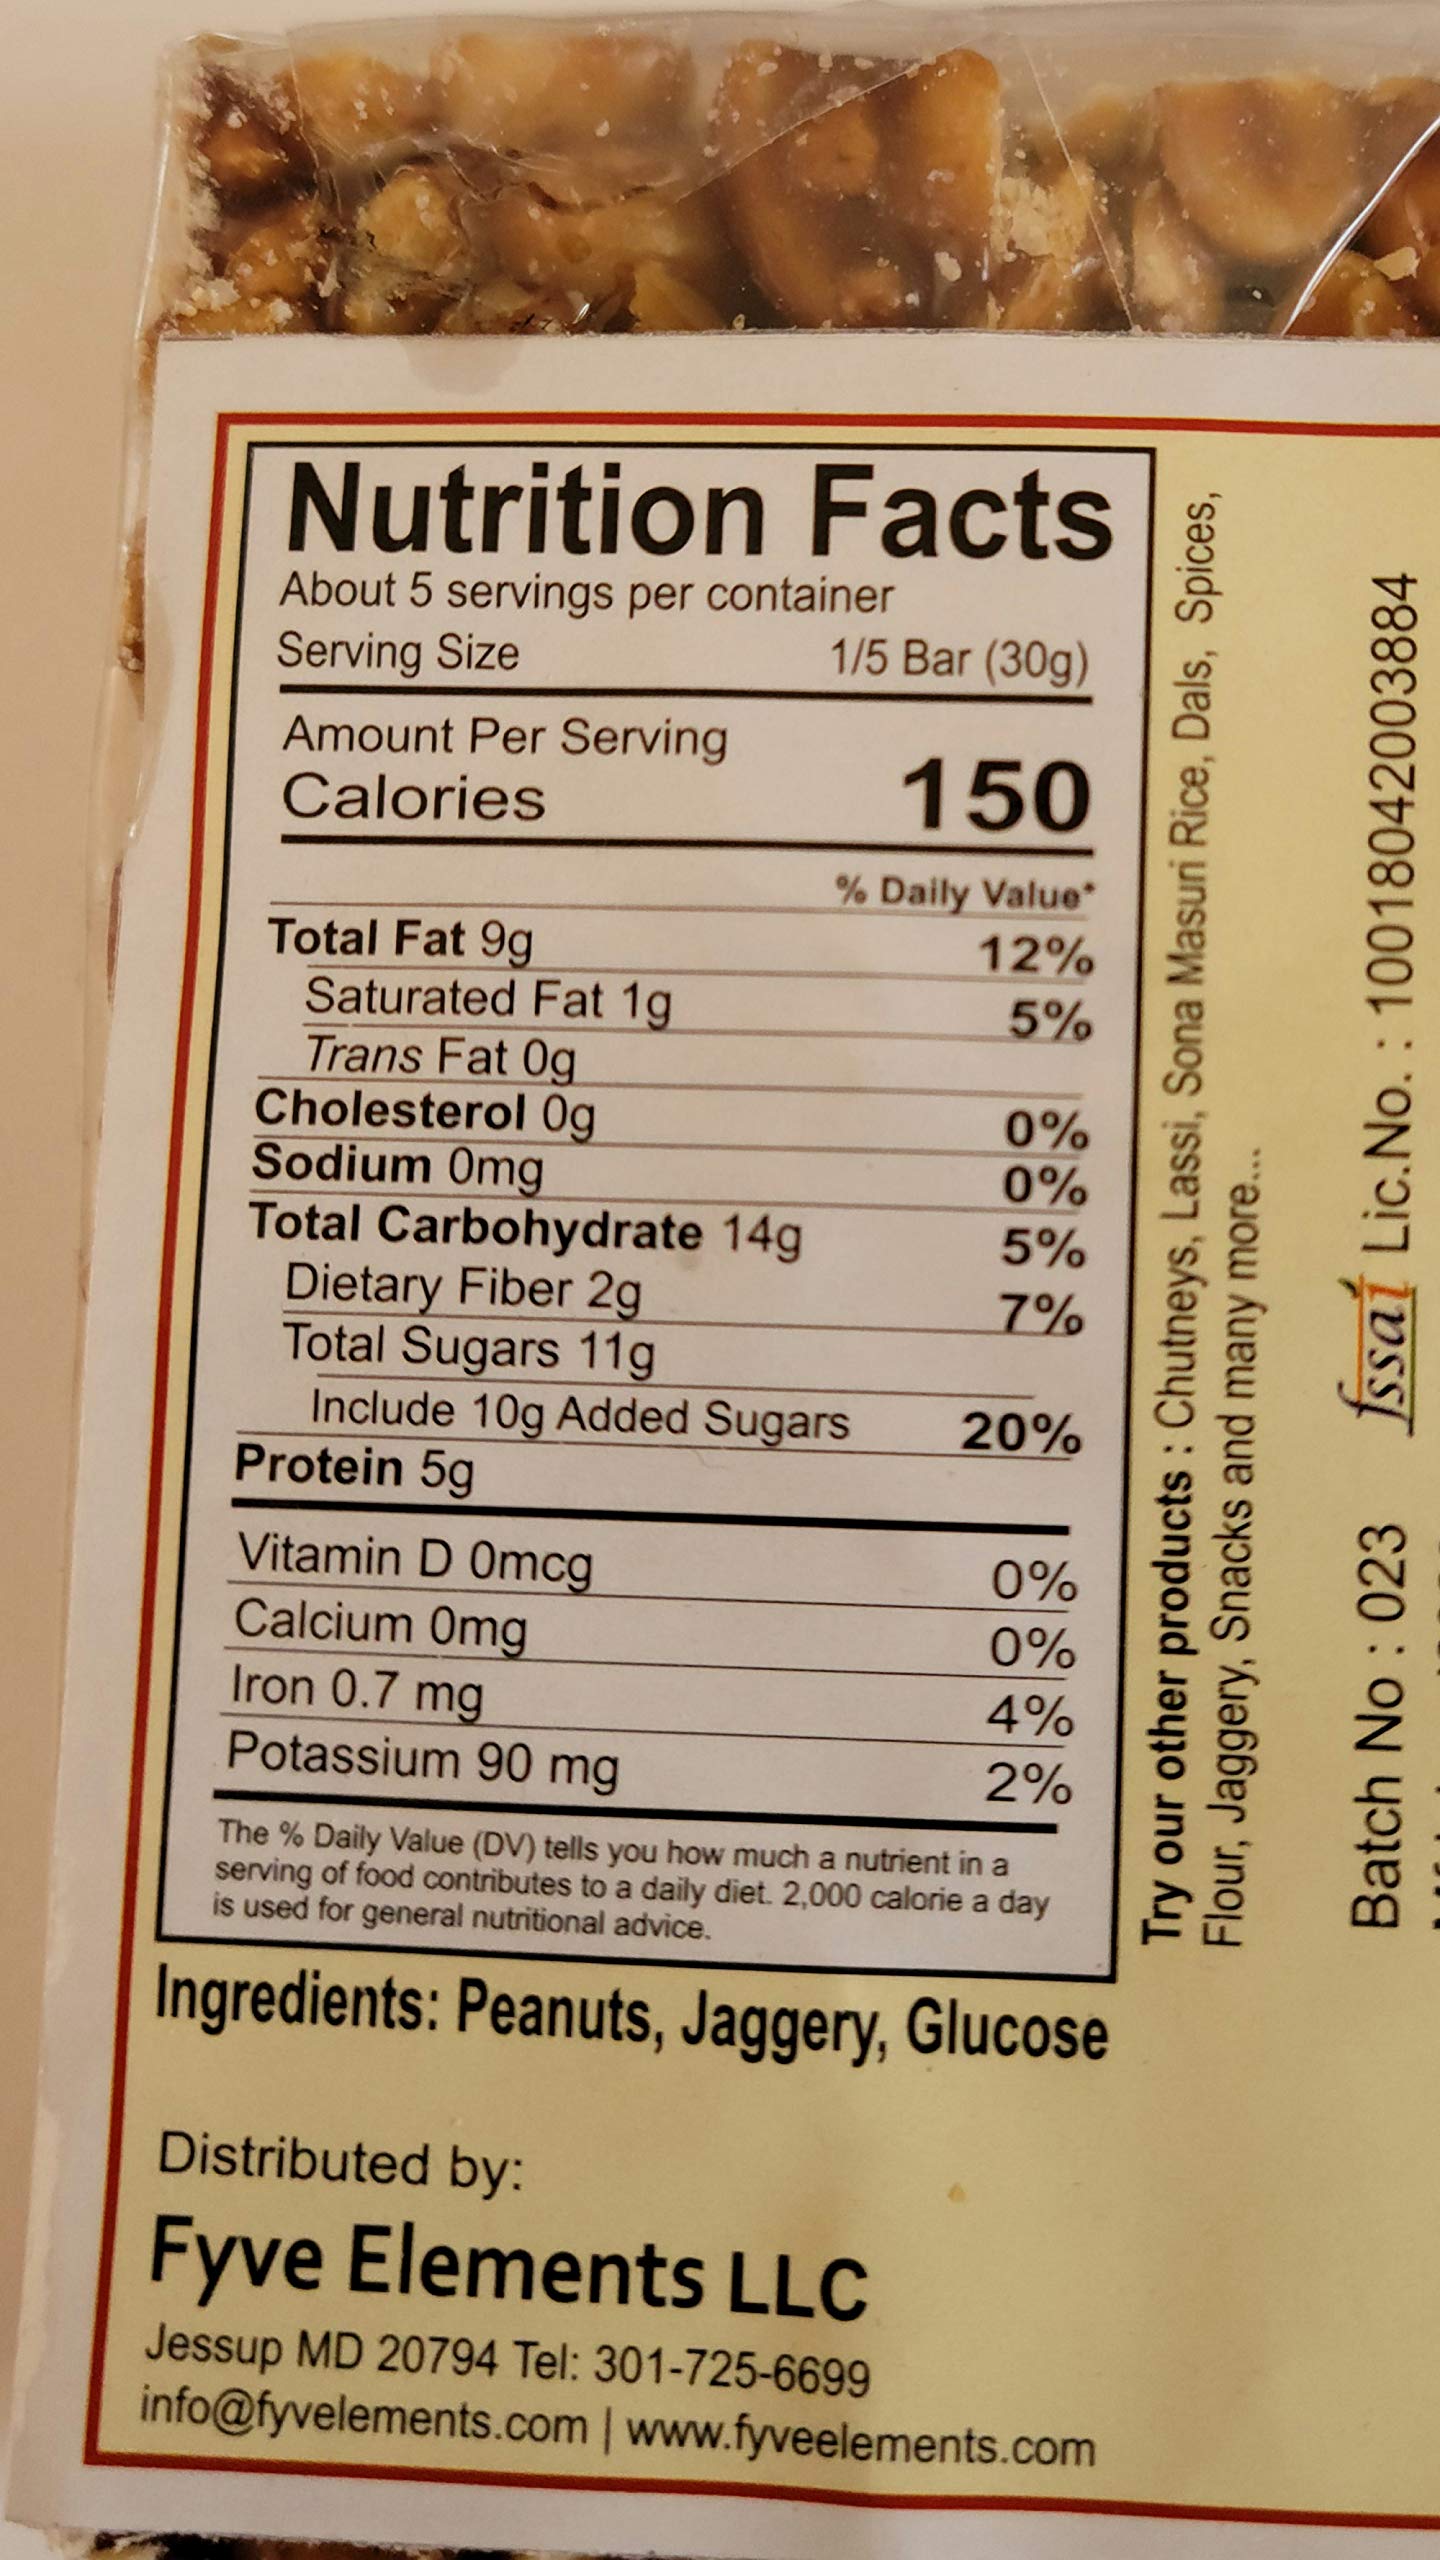 Nutrition Facts
About 5 servings per container
Serving Size 1/5 Bar (30g)
Amount Per Serving
Calories 150
% Daily Value*
Total Fat 9g 12%
Saturated Fat 1g 5%
Trans Fat 0g
Cholesterol 0g 0%
Sodium 0mg 0%
Total Carbohydrate 14g 5%
Dietary Fiber 2g 7%
Total Sugars 11g
Include 10g Added Sugars 20%
Protein 5g
Vitamin D 0mcg 0%
Calcium 0mg 0%
Iron 0.7 mg 4%
Potassium 90 mg 2%
The % Daily Value (DV) tells you how much a nutrient in a
serving of food contributes to a daily diet. 2,000 calorie a day
is used for general nutritional advice.
Ingredients: Peanuts, Jaggery, Glucose
Distributed by:
Fyve Elements LLC
Jessup MD 20794 Tel: 301-725-6699
info@fyvelements.com | www.fyveelements.com
Try our other products : Chutneys, Lassi, Sona Masuri Rice, Dals, Spices,
Flour, Jaggery, Snacks and many more...
Batch No : 023 fssai Lic.No. : 10018042003884